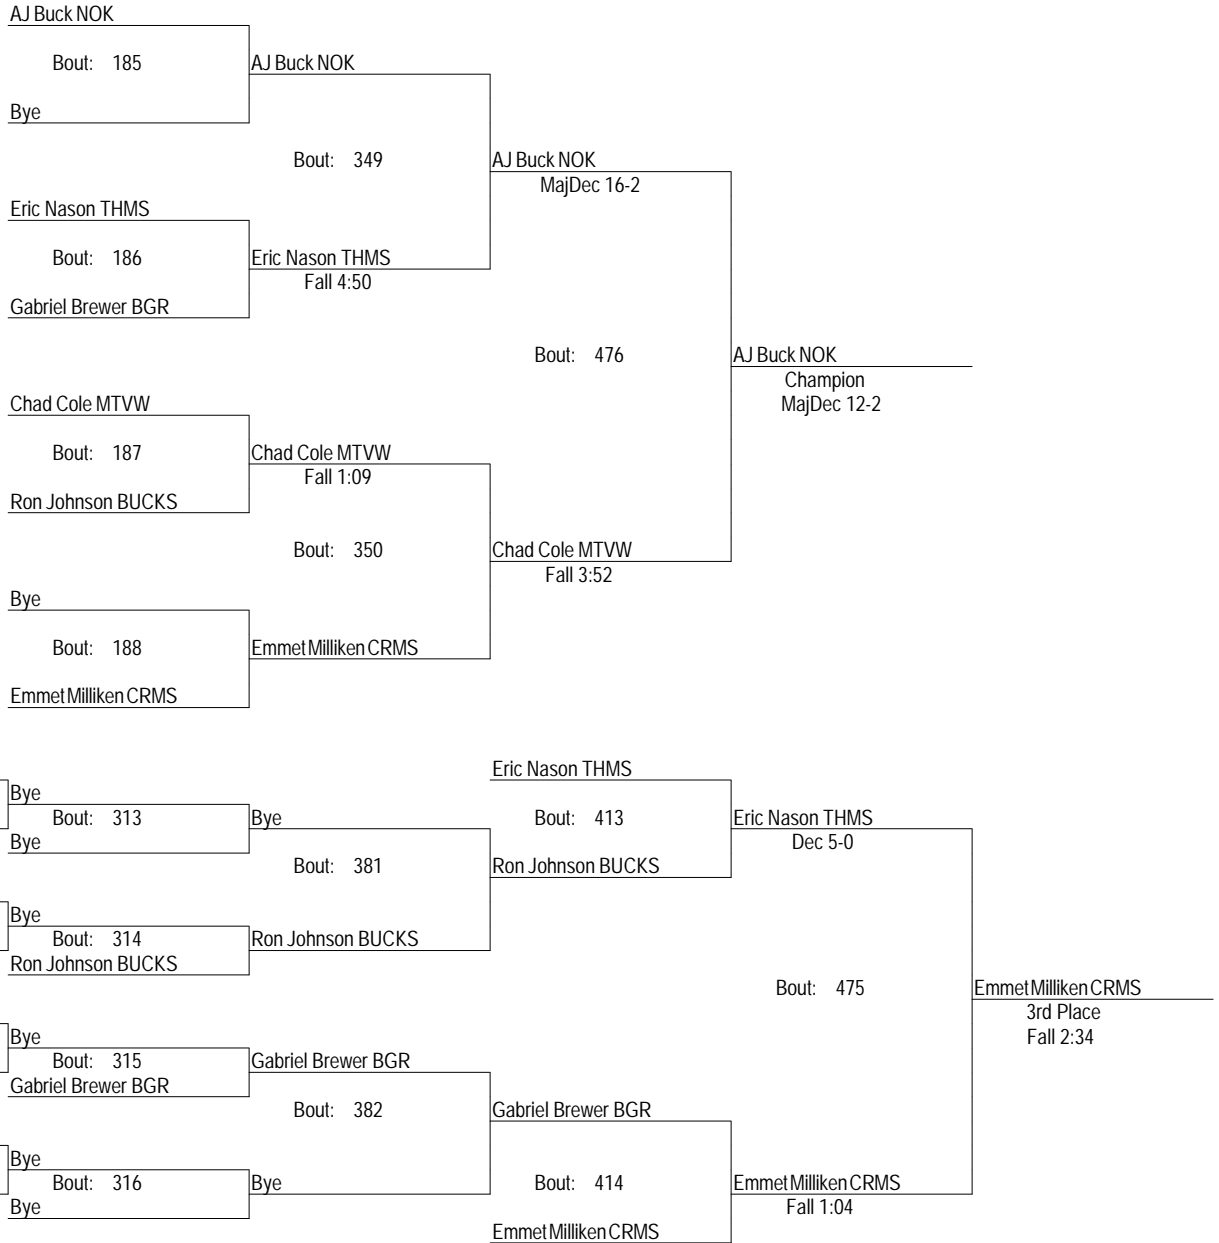 AJ Buck NOK
Bout: 185 AJ Buck NOK
Bye
Bout: 349 AJ Buck NOK
MajDec 16-2
Eric Nason THMS
Bout: 186 Eric Nason THMS
Fall 4:50
Gabriel Brewer BGR
Bout: 476 AJ Buck NOK
Champion
Chad Cole MTVW MajDec 12-2
Bout: 187 Chad Cole MTVW
Fall 1:09
Ron Johnson BUCKS
Bout: 350 Chad Cole MTVW
Fall 3:52
Bye
Bout: 188 Emmet Milliken CRMS
Emmet Milliken CRMS
Eric Nason THMS
Bye
Bout: 313 Bye Bout: 413 Eric Nason THMS
Bye Dec 5-0
Bout: 381 Ron Johnson BUCKS
Bye
Bout: 314 Ron Johnson BUCKS
Ron Johnson BUCKS
Bout: 475 Emmet Milliken CRMS
3rd Place
Bye Fall 2:34
Bout: 315 Gabriel Brewer BGR
Gabriel Brewer BGR
Bout: 382 Gabriel Brewer BGR
Bye
Bout: 316 Bye Bout: 414 Emmet Milliken CRMS
Bye Fall 1:04
Emmet Milliken CRMS